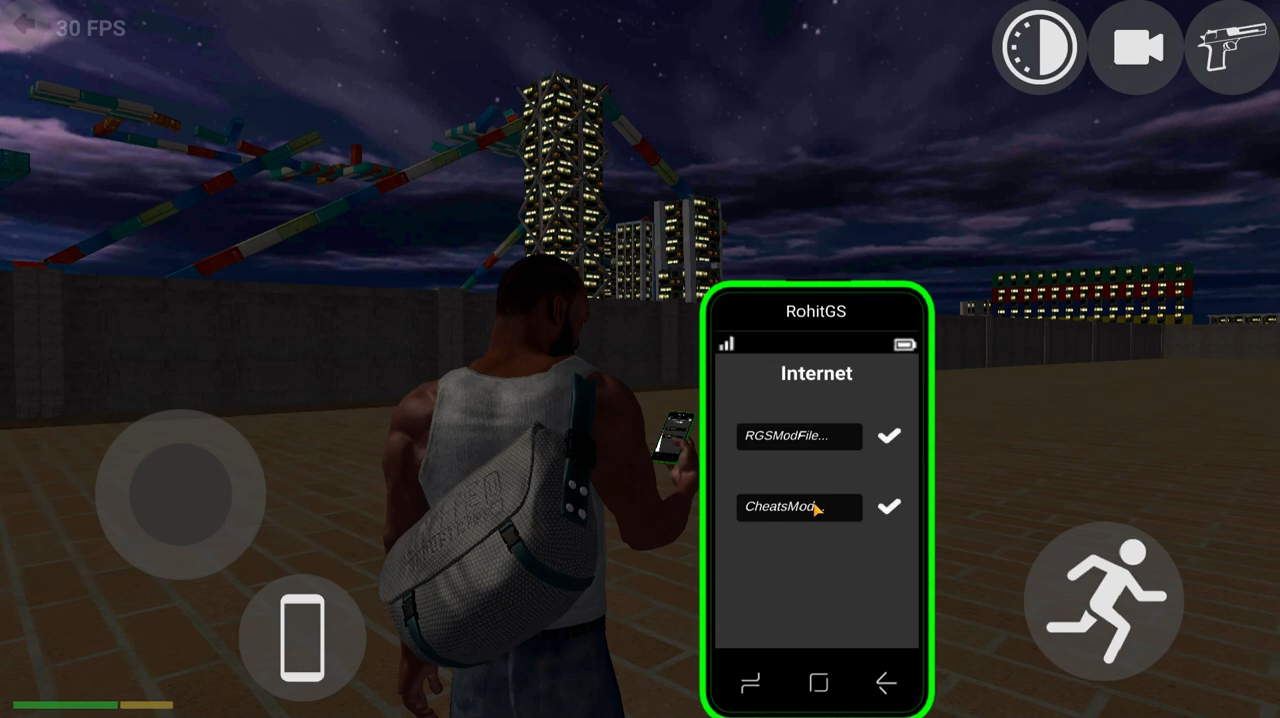 30 FPS
RohitGS
Internet
RGSModFile...
CheatsMod...